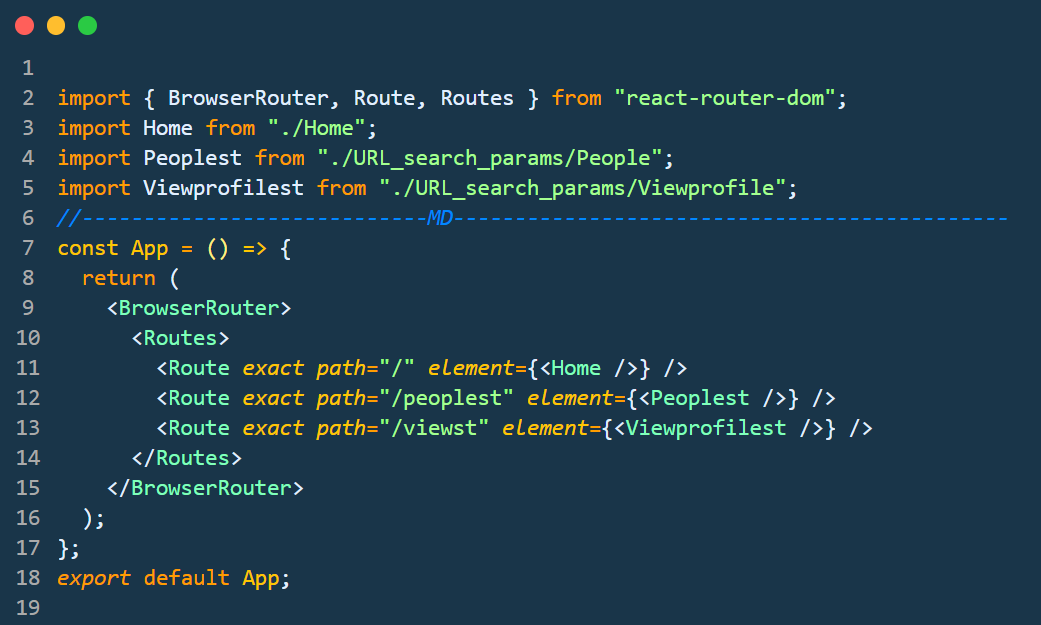 1
2 import { BrowserRouter, Route, Routes } from "react-router-dom";
3 import Home from "./Home";
4 import Peoplest from "./URL_search_params/People";
5 import Viewprofilest from "./URL_search_params/Viewprofile";
6 //----------------------------MD---------------------------------------------
7 const App = () => {
8   return (
9     <BrowserRouter>
10       <Routes>
11         <Route exact path="/" element={<Home />} />
12         <Route exact path="/peoplest" element={<Peoplest />} />
13         <Route exact path="/viewst" element={<Viewprofilest />} />
14       </Routes>
15     </BrowserRouter>
16   );
17 };
18 export default App;
19